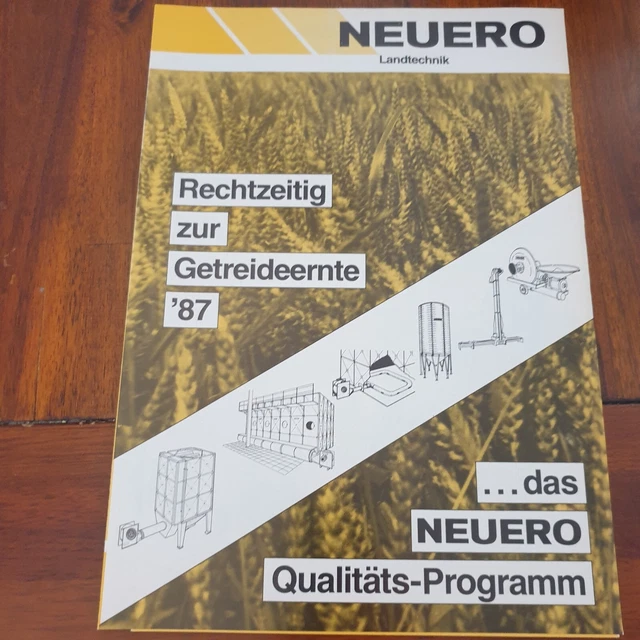 NEUERO
Landtechnik
Rechtzeitig
zur
Getreideernte
’87
...das
NEUERO
Qualitäts-Programm